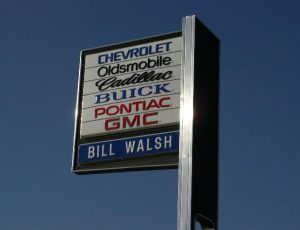 CHEVROLET
Oldsmobile
Cadillac
BUICK
PONTIAC
GMC
BILL WALSH